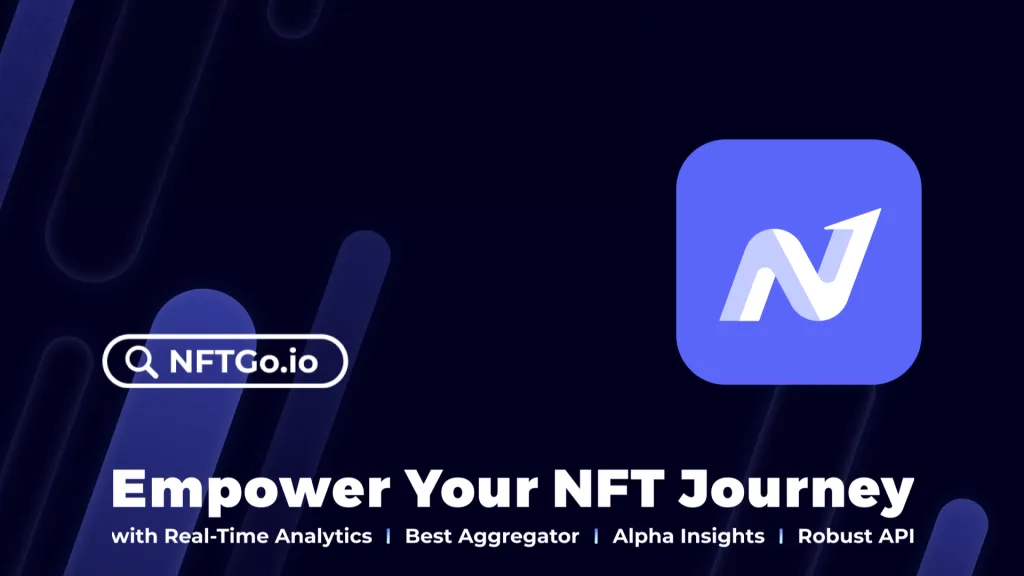 NFTGo.io
Empower Your NFT Journey
with Real-Time Analytics | Best Aggregator | Alpha Insights | Robust API